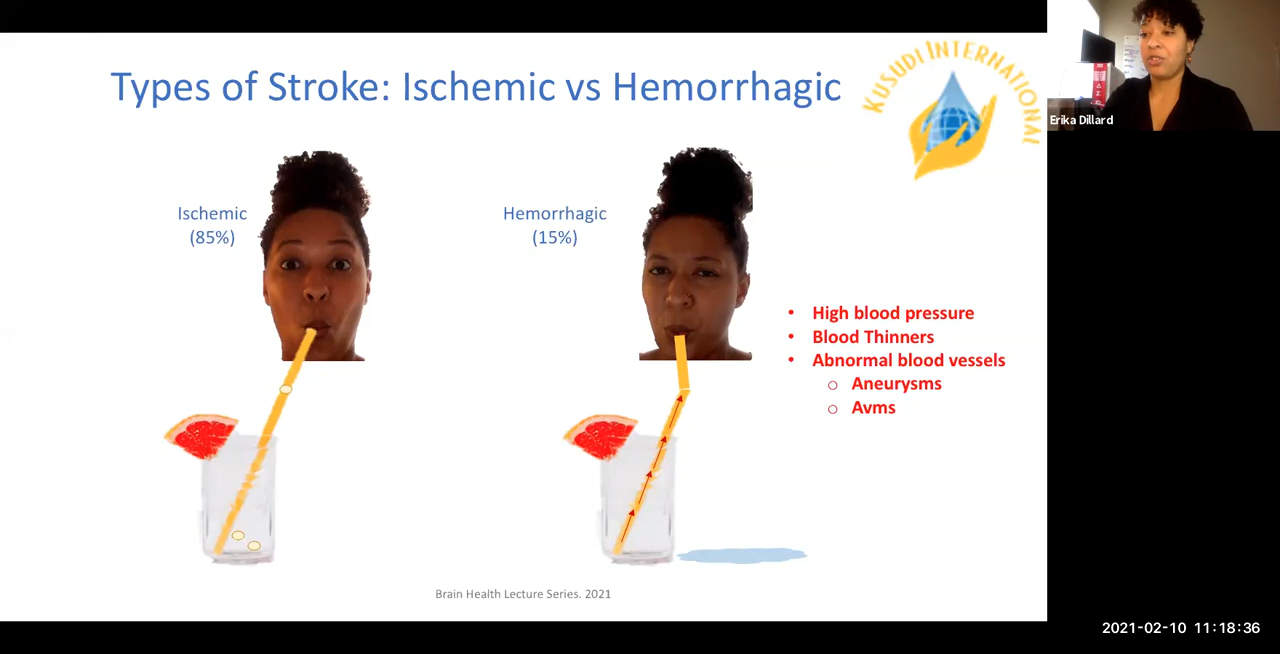 Types of Stroke: Ischemic vs Hemorrhagic
KUSUDI INTERNATIONAL
Erika Dillard
Ischemic
(85%)
Hemorrhagic
(15%)
• High blood pressure
• Blood Thinners
• Abnormal blood vessels
o Aneurysms
o Avms
Brain Health Lecture Series. 2021
2021-02-10 11:18:36